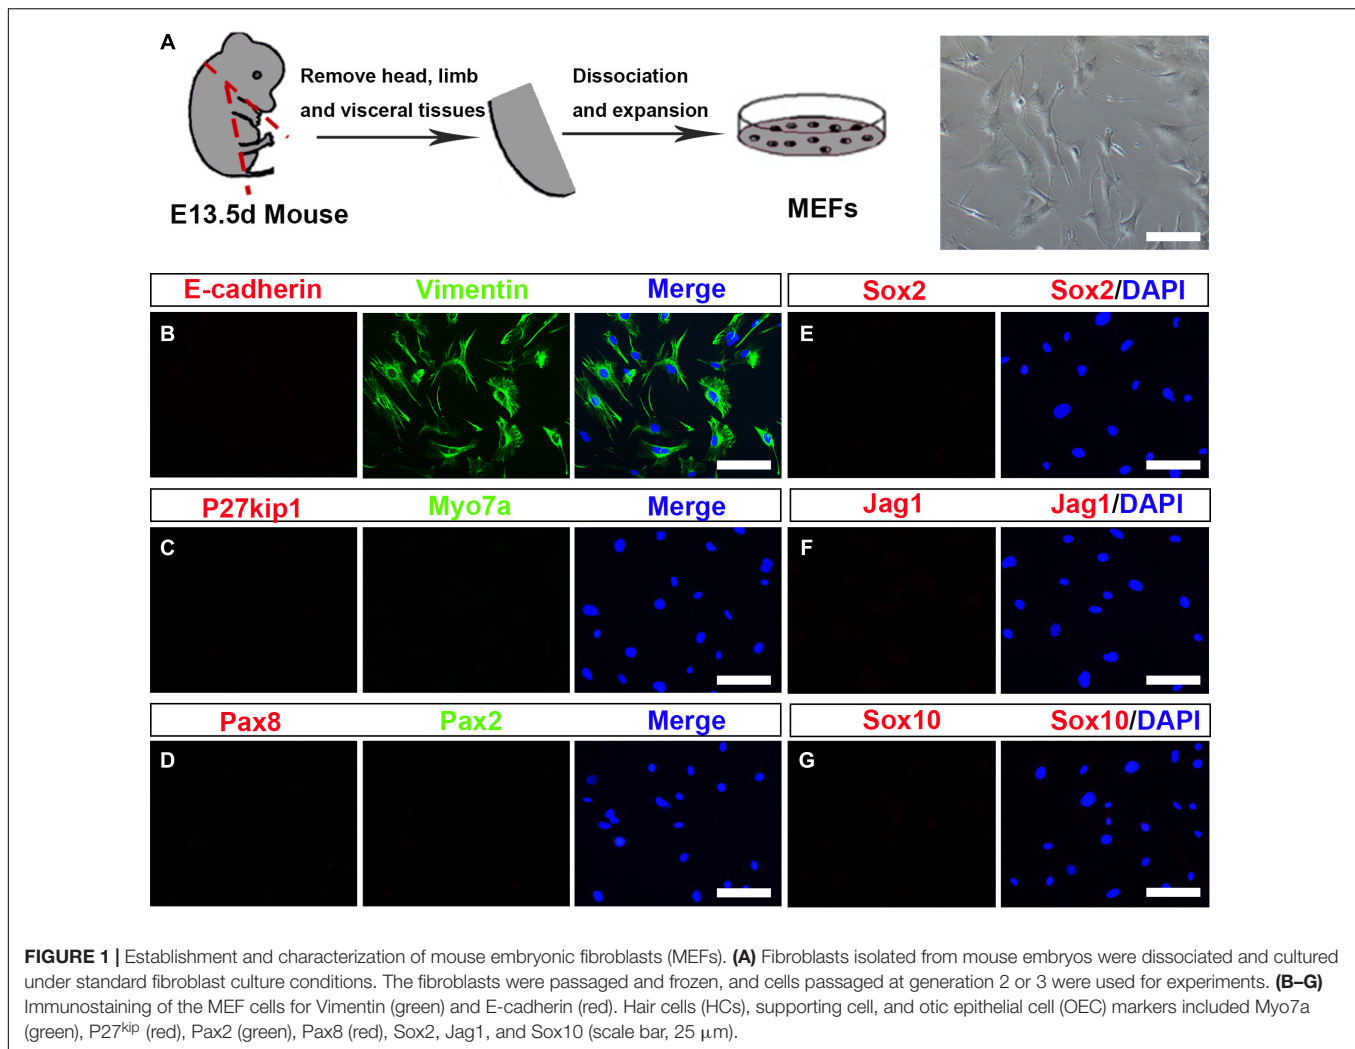 A
Remove head, limb
and visceral tissues
Dissociation
and expansion
E13.5d Mouse
MEFs
E-cadherin Vimentin Merge
Sox2 Sox2/DAPI
B
E
P27kip1 Myo7a Merge
Jag1 Jag1/DAPI
C
F
Pax8 Pax2 Merge
Sox10 Sox10/DAPI
D
G
FIGURE 1 | Establishment and characterization of mouse embryonic fibroblasts (MEFs). (A) Fibroblasts isolated from mouse embryos were dissociated and cultured
under standard fibroblast culture conditions. The fibroblasts were passaged and frozen, and cells passaged at generation 2 or 3 were used for experiments. (B–G)
Immunostaining of the MEF cells for Vimentin (green) and E-cadherin (red). Hair cells (HCs), supporting cell, and otic epithelial cell (OEC) markers included Myo7a
(green), P27kip (red), Pax2 (green), Pax8 (red), Sox2, Jag1, and Sox10 (scale bar, 25 μm).